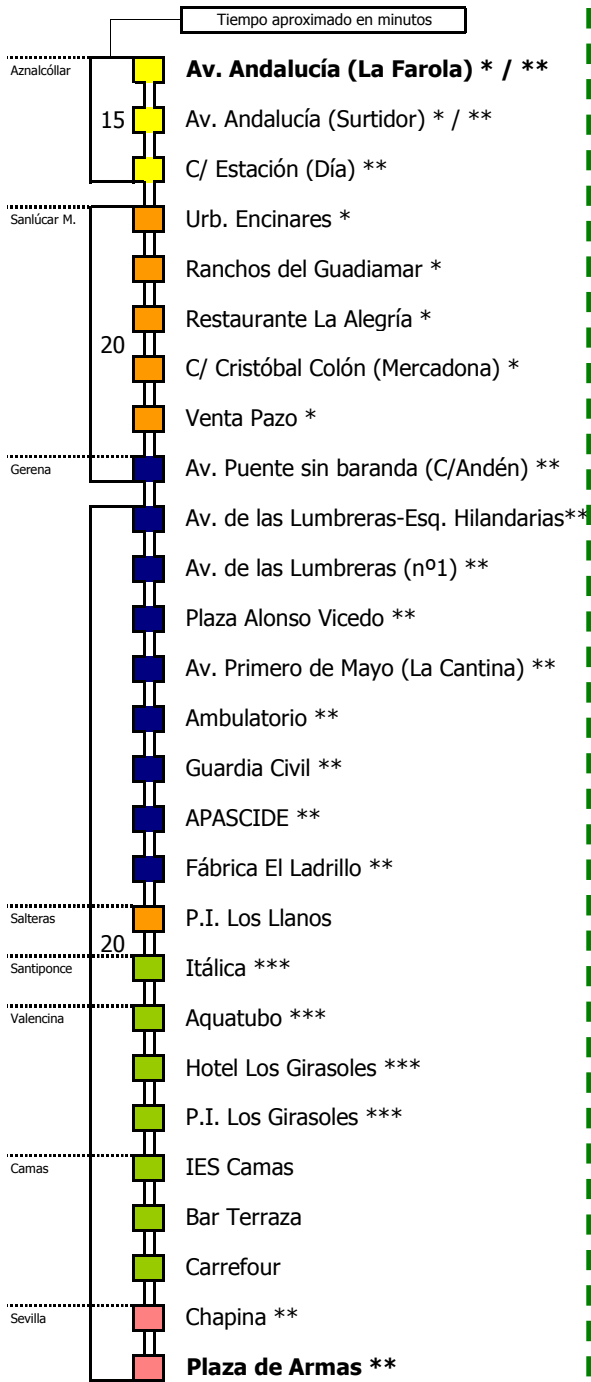 Tiempo aproximado en minutos
Aznalcóllar
Av. Andalucía (La Farola) * / **
15
Av. Andalucía (Surtidor) * / **
C/ Estación (Día) **
Sanlúcar M.
Urb. Encinares *
Ranchos del Guadiamar *
Restaurante La Alegría *
20
C/ Cristóbal Colón (Mercadona) *
Venta Pazo *
Gerena
Av. Puente sin baranda (C/Andén) **
Av. de las Lumbreras-Esq. Hilandarias**
Av. de las Lumbreras (nº1) **
Plaza Alonso Vicedo **
Av. Primero de Mayo (La Cantina) **
Ambulatorio **
Guardia Civil **
APASCIDE **
Fábrica El Ladrillo **
Salteras
P.I. Los Llanos
20
Santiponce
Itálica ***
Valencina
Aquatubo ***
Hotel Los Girasoles ***
P.I. Los Girasoles ***
Camas
IES Camas
Bar Terraza
Carrefour
Sevilla
Chapina **
Plaza de Armas **